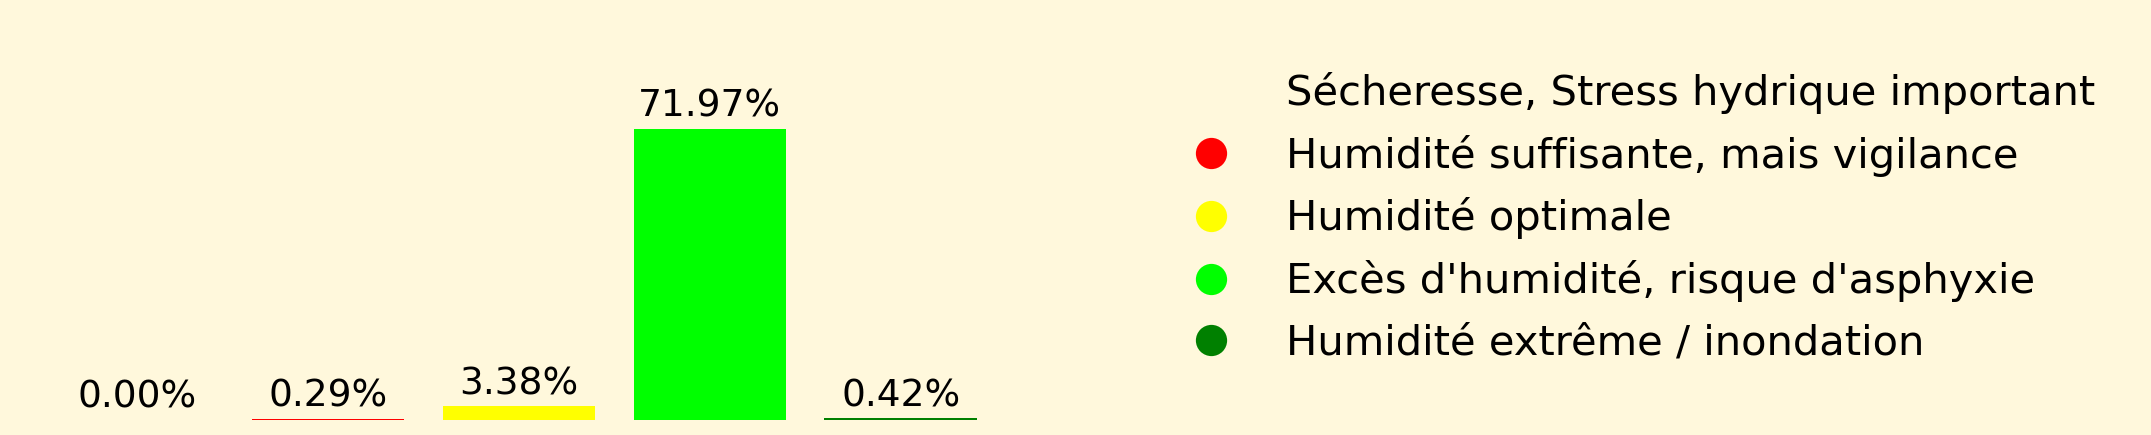 71.97%
3.38%
0.00%
0.29%
0.42%
Sécheresse, Stress hydrique important
Humidité suffisante, mais vigilance
Humidité optimale
Excès d'humidité, risque d'asphyxie
Humidité extrême / inondation